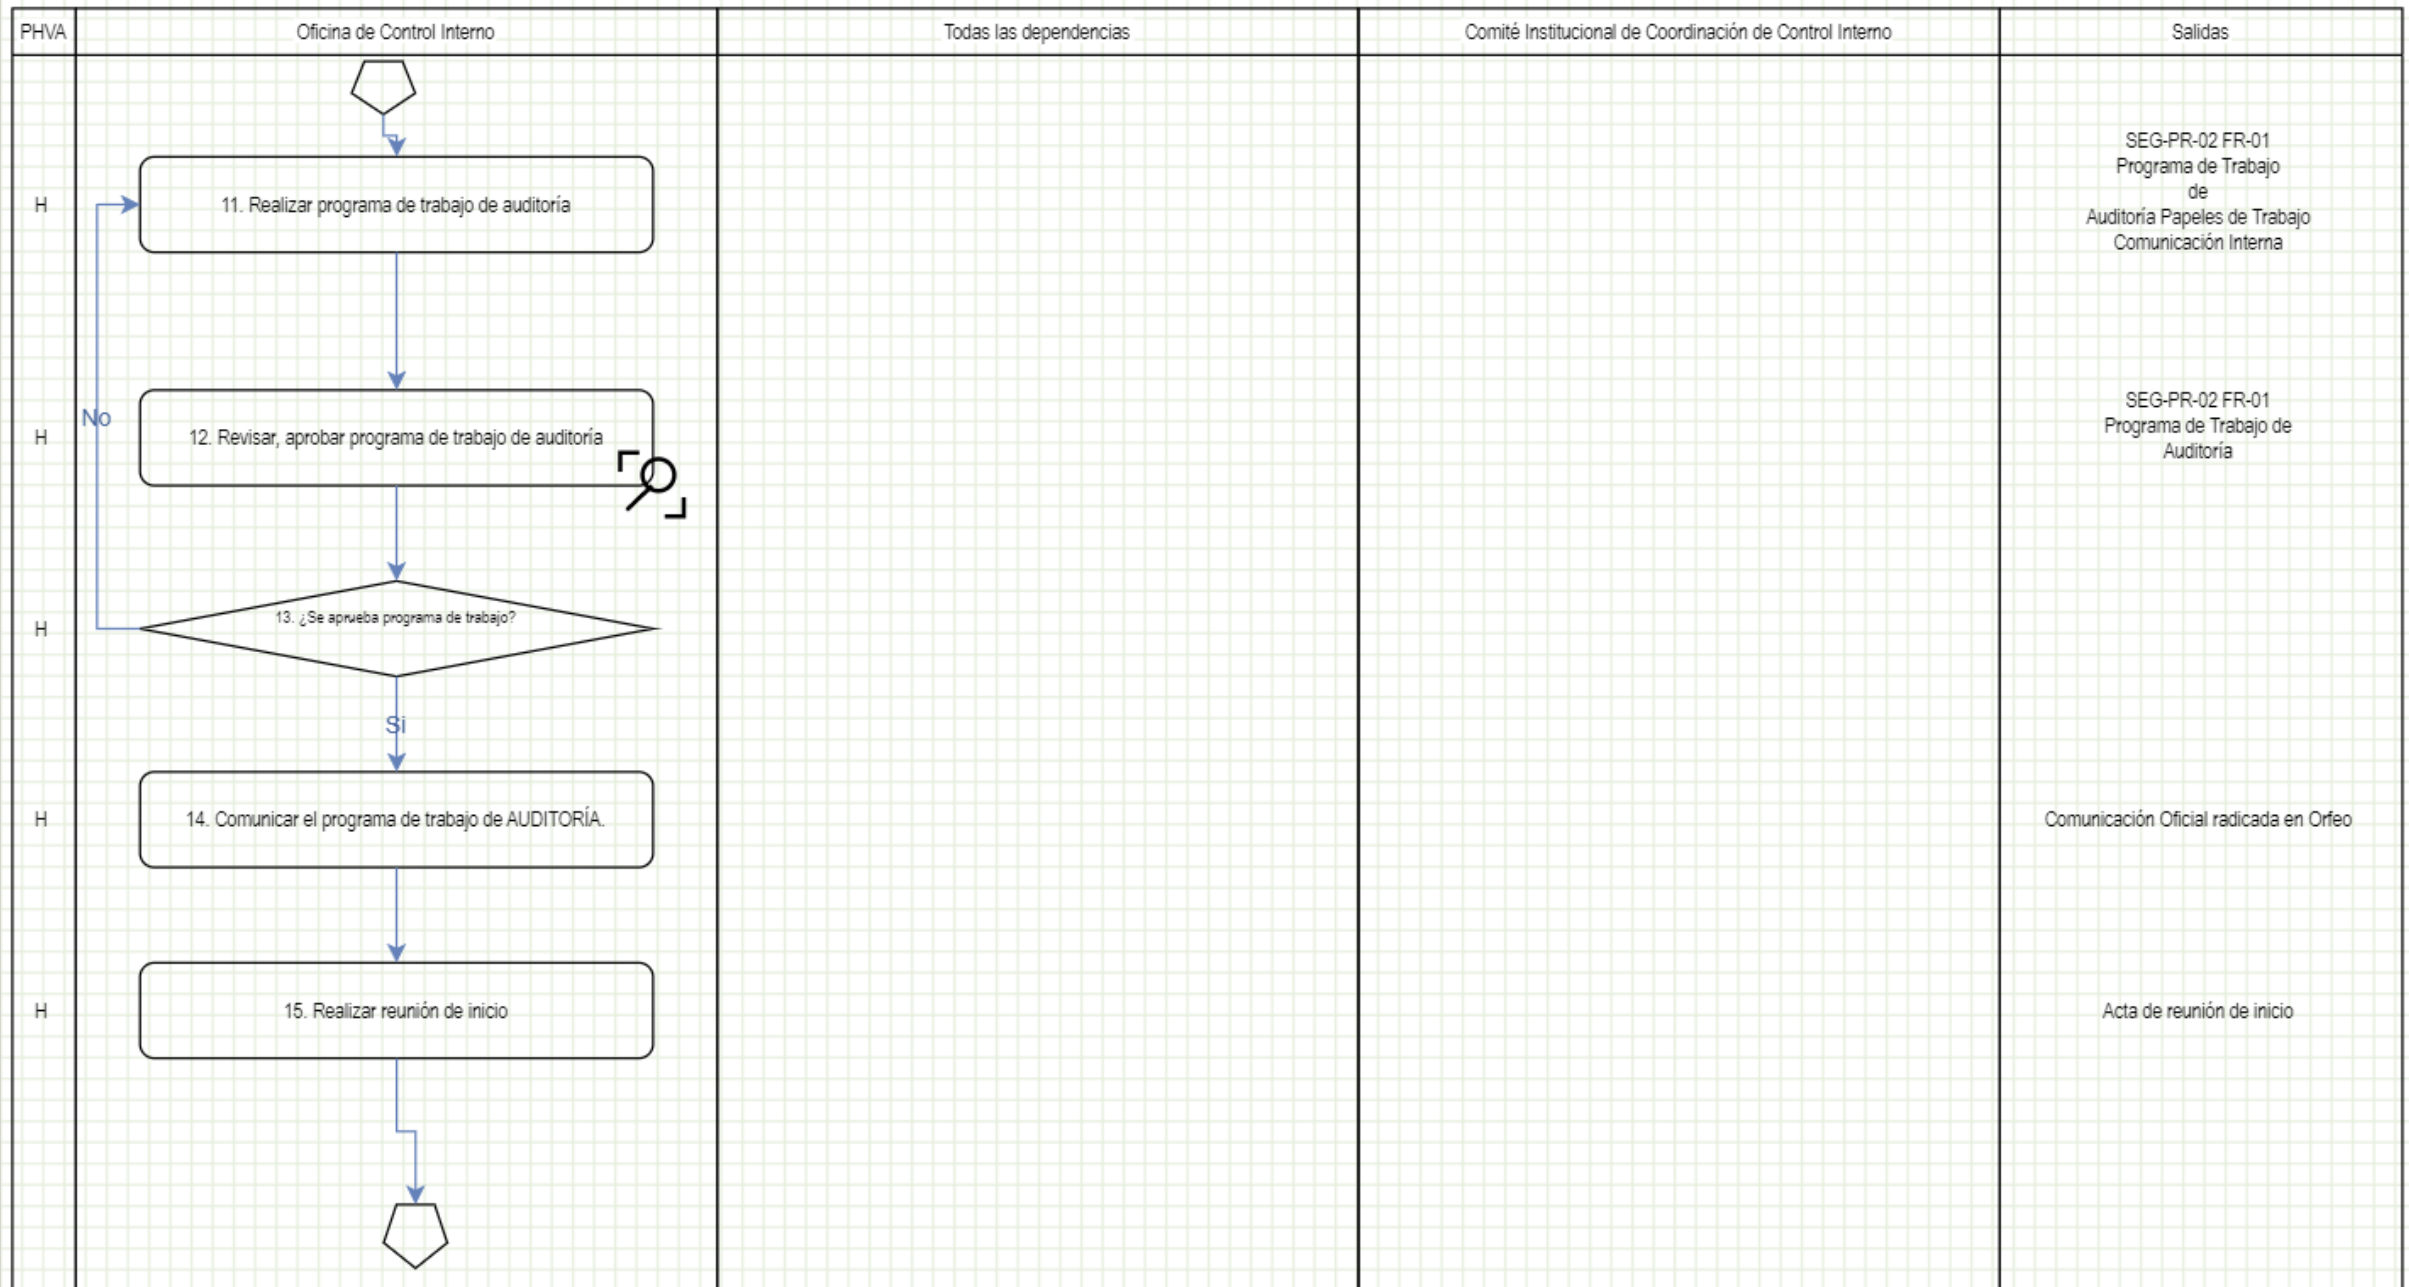 PHVA
Oficina de Control Interno
Todas las dependencias
Comité Institucional de Coordinación de Control Interno
Salidas
H
11. Realizar programa de trabajo de auditoría
SEG-PR-02 FR-01
Programa de Trabajo
de
Auditoría Papeles de Trabajo
Comunicación Interna
No
H
12. Revisar, aprobar programa de trabajo de auditoría
SEG-PR-02 FR-01
Programa de Trabajo de
Auditoría
H
13. ¿Se aprueba programa de trabajo?
Si
H
14. Comunicar el programa de trabajo de AUDITORÍA.
Comunicación Oficial radicada en Orfeo
H
15. Realizar reunión de inicio
Acta de reunión de inicio